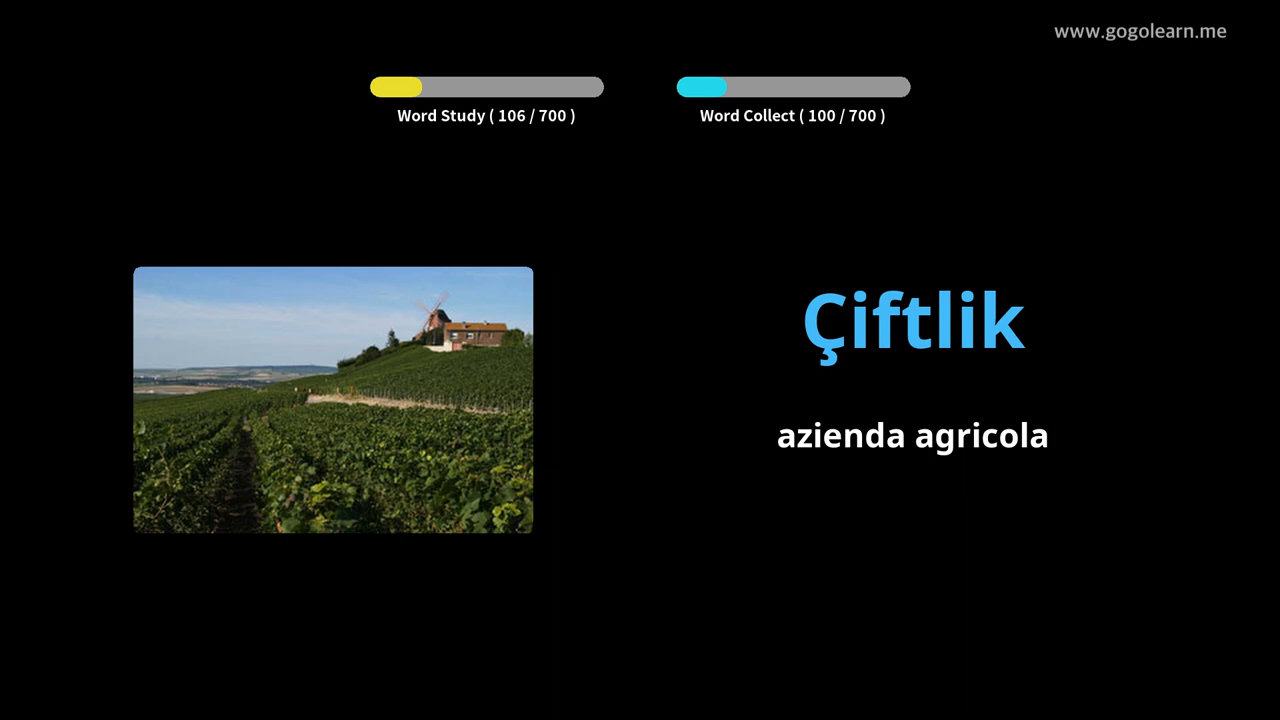 www.gogolearn.me
Word Study ( 106 / 700 )
Word Collect ( 100 / 700 )
Çiftlik
azienda agricola